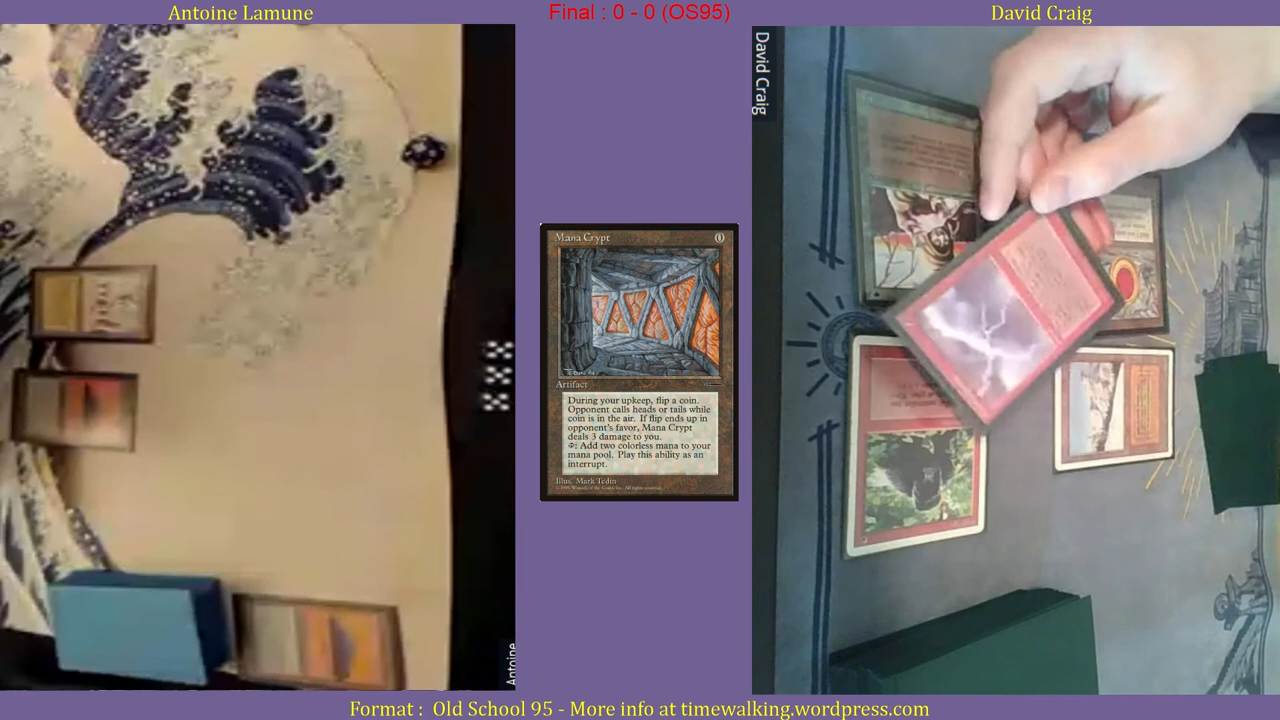 Antoine Lamune
Final : 0 - 0 (OS95)
David Craig
David Craig
Mana Crypt
0
Artifact
During your upkeep, flip a coin.
Opponent calls heads or tails while
coin is in the air. If flip ends up in
opponent's favor, Mana Crypt
deals 3 damage to you.
: Add two colorless mana to your
mana pool. Play this ability as an
interrupt.
Illus. Mark Tedin
Antoine
Format : Old School 95 - More info at timewalking.wordpress.com